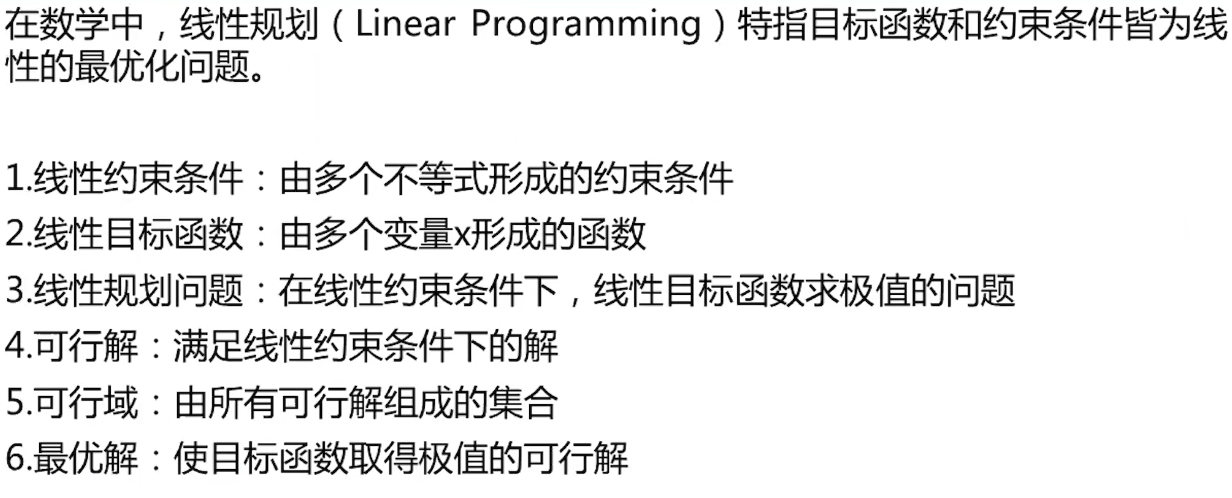 在数学中，线性规划（Linear Programming）特指目标函数和约束条件皆为线
性的最优化问题。
1.线性约束条件：由多个不等式形成的约束条件
2.线性目标函数：由多个变量x形成的函数
3.线性规划问题：在线性约束条件下，线性目标函数求极值的问题
4.可行解：满足线性约束条件下的解
5.可行域：由所有可行解组成的集合
6.最优解：使目标函数取得极值的可行解